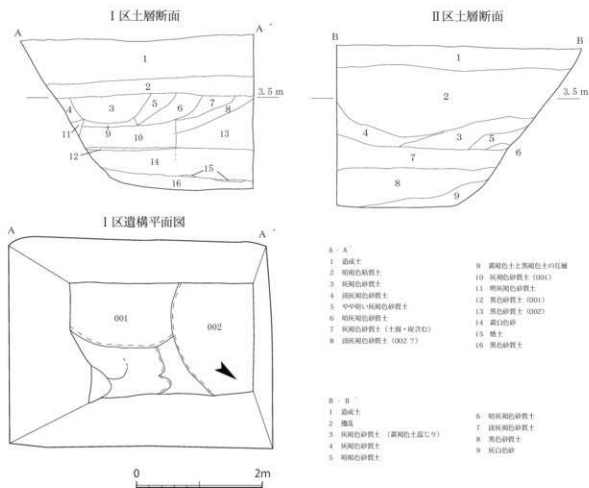 Ⅰ区土層断面
A
A´
1
2
3.5 m
4
3
5
6
7
8
11
9
10
13
12
14
15
16
Ⅱ区土層断面
B
B
1
3.5 m
2
4
3
5
6
7
8
9
Ⅰ区遺構平面図
A
A´
001
002
0
2m
A - A´
1 造成土
2 暗褐色粘質土
3 灰褐色砂質土
4 淡灰褐色砂質土
5 やや暗い灰褐色砂質土
6 暗灰褐色砂質土
7 灰褐色砂質土（土器・炭含む）
8 淡灰褐色砂質土（002？）
9 黄褐色土と黒褐色土の互層
10 灰褐色砂質土（001）
11 明灰褐色砂質土
12 黒色砂質土（001）
13 黒色砂質土（002）
14 黄白色砂
15 焼土
16 黒色砂質土
B - B´
1 造成土
2 攪乱
3 灰褐色砂質土（黄褐色土混じり）
4 灰褐色砂質土
5 暗褐色砂質土
6 暗灰褐色砂質土
7 淡灰褐色砂質土
8 黒色砂質土
9 灰白色砂